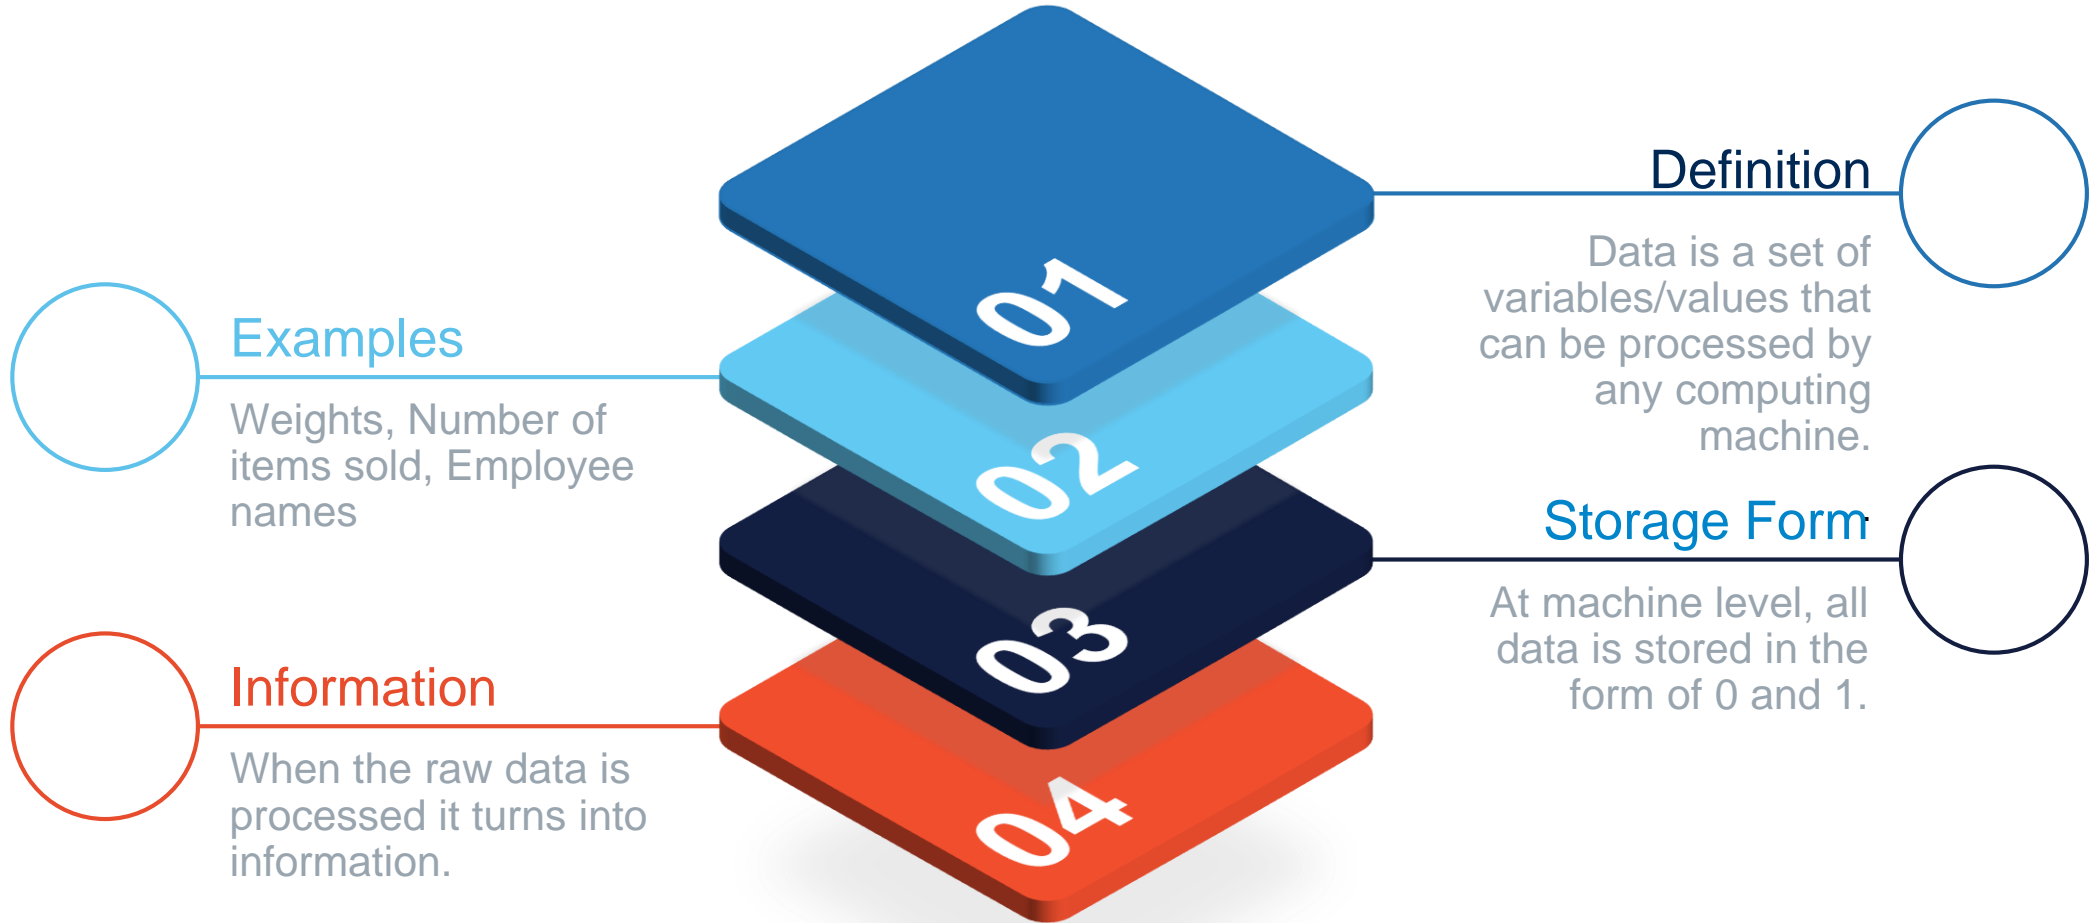 01
Definition
Data is a set of
variables/values that
can be processed by
any computing
machine.
02
Examples
Weights, Number of
items sold, Employee
names
03
Storage Form
At machine level, all
data is stored in the
form of 0 and 1.
04
Information
When the raw data is
processed it turns into
information.